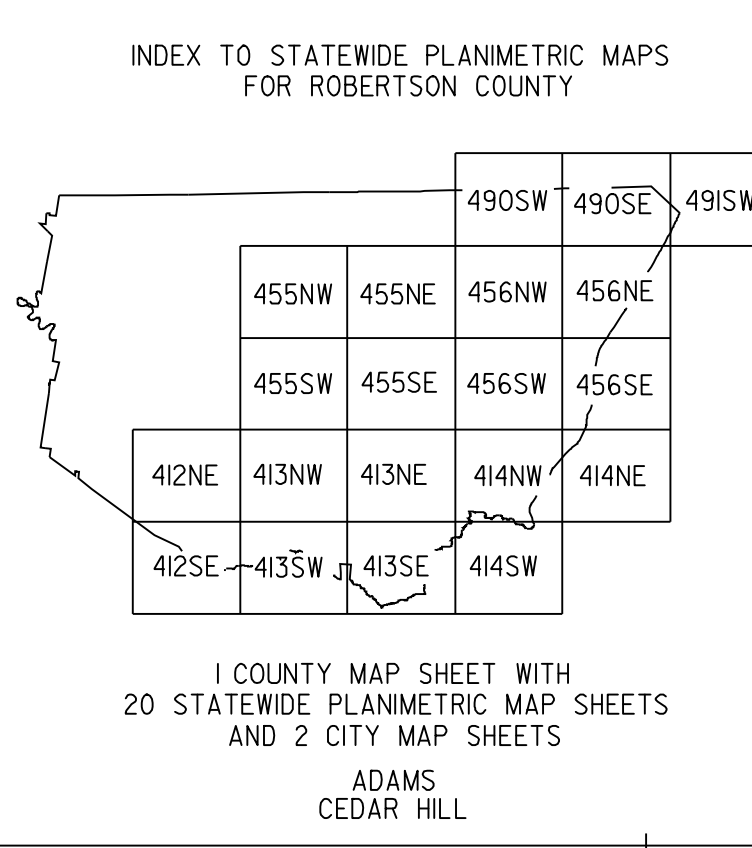 INDEX TO STATEWIDE PLANIMETRIC MAPS
FOR ROBERTSON COUNTY
490SW 490SE 491SW
455NW 455NE 456NW 456NE
455SW 455SE 456SW 456SE
412NE 413NW 413NE 414NW 414NE
412SE 413SW 413SE 414SW
1 COUNTY MAP SHEET WITH
20 STATEWIDE PLANIMETRIC MAP SHEETS
AND 2 CITY MAP SHEETS
ADAMS
CEDAR HILL